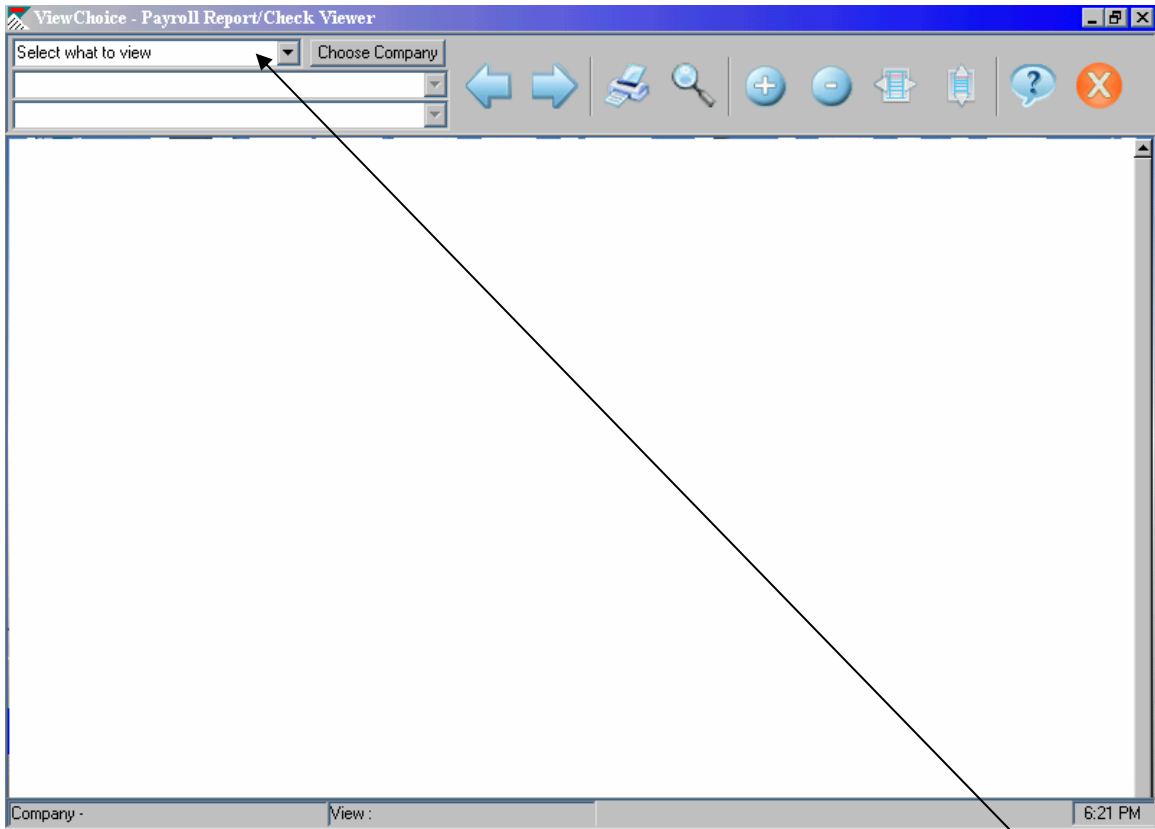 ViewChoice - Payroll Report/Check Viewer
Select what to view
Choose Company
Company -
View :
6:21 PM